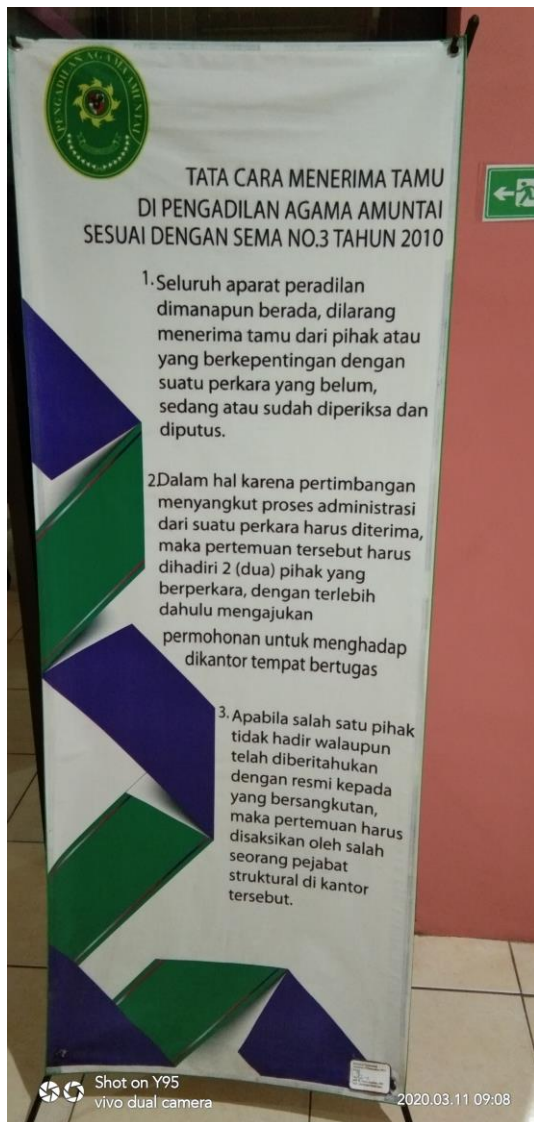 PENGADILAN AGAMA AMUNTAI
TATA CARA MENERIMA TAMU
DI PENGADILAN AGAMA AMUNTAI
SESUAI DENGAN SEMA NO.3 TAHUN 2010
1. Seluruh aparat peradilan
dimanapun berada, dilarang
menerima tamu dari pihak atau
yang berkepentingan dengan
suatu perkara yang belum,
sedang atau sudah diperiksa dan
diputus.
2.Dalam hal karena pertimbangan
menyangkut proses administrasi
dari suatu perkara harus diterima,
maka pertemuan tersebut harus
dihadiri 2 (dua) pihak yang
berperkara, dengan terlebih
dahulu mengajukan
permohonan untuk menghadap
dikantor tempat bertugas
3. Apabila salah satu pihak
tidak hadir walaupun
telah diberitahukan
dengan resmi kepada
yang bersangkutan,
maka pertemuan harus
disaksikan oleh salah
seorang pejabat
struktural di kantor
tersebut.
Shot on Y95
vivo dual camera
2020.03.11 09:08